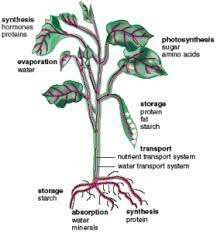 synthesis
hormones
proteins
photosynthesis
sugar
amino acids
evaporation
water
storage
protein
fat
starch
transport
nutrient transport system
water transport system
storage
starch
absorption
water
minerals
synthesis
protein